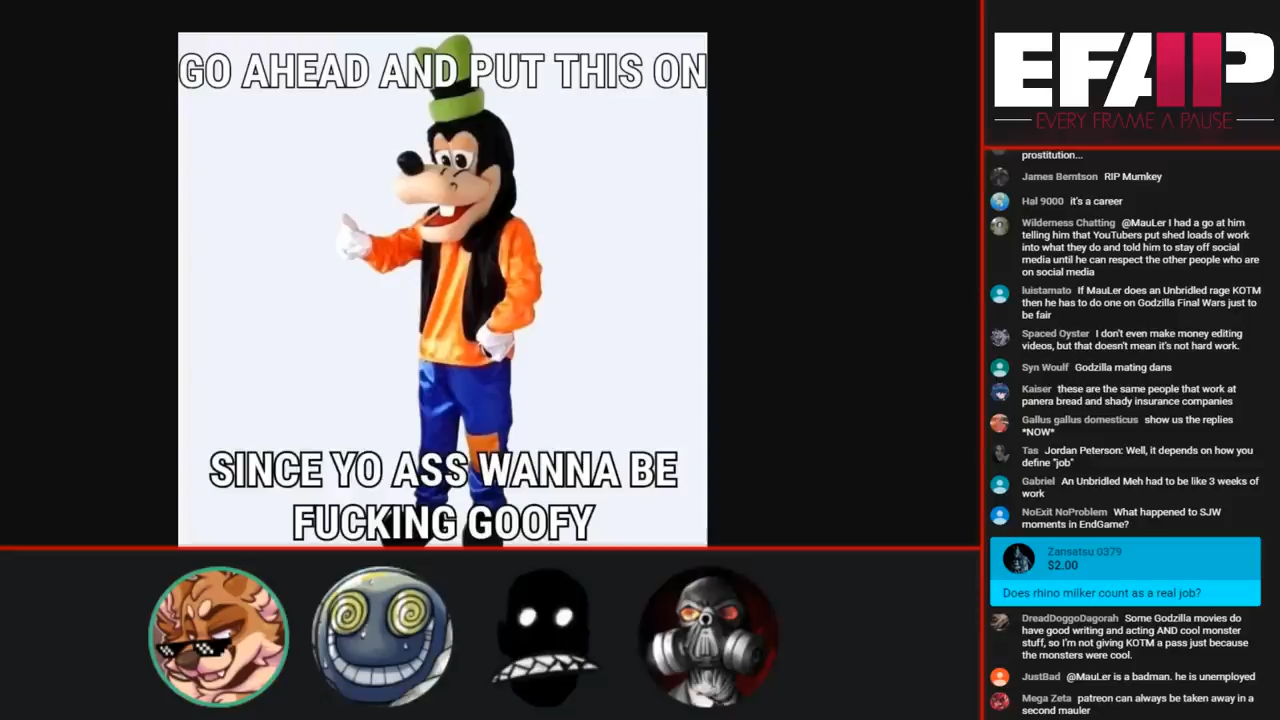 GO AHEAD AND PUT THIS ON
SINCE YO ASS WANNA BE
FUCKING GOOFY
EFAP
EVERY FRAME A PAUSE
prostitution...
James Berntson RIP Mumkey
Hal 9000 it's a career
Wilderness Chatting @MauLer I had a go at him
telling him that YouTubers put shed loads of work
into what they do and told him to stay off social
media until he can respect the other people who are
on social media
luistamato If MauLer does an Unbridled rage KOTM
then he has to do one on Godzilla Final Wars just to
be fair
Spaced Oyster I don't even make money editing
videos, but that doesn't mean it's not hard work.
Syn Woulf Godzilla mating dans
Kaiser these are the same people that work at
panera bread and shady insurance companies
Gallus gallus domesticus show us the replies
*NOW*
Tas Jordan Peterson: Well, it depends on how you
define "job"
Gabriel An Unbridled Meh had to be like 3 weeks of
work
NoExit NoProblem What happened to SJW
moments in EndGame?
Zansatsu 0379
$2.00
Does rhino milker count as a real job?
DreadDoggoDagorah Some Godzilla movies do
have good writing and acting AND cool monster
stuff, so I'm not giving KOTM a pass just because
the monsters were cool.
JustBad @MauLer is a badman. he is unemployed
Mega Zeta patreon can always be taken away in a
second mauler